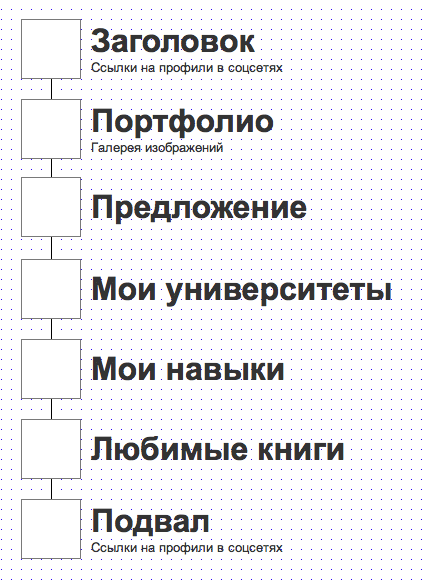 Заголовок
Ссылки на профили в соцсетях
Портфолио
Галерея изображений
Предложение
Мои университеты
Мои навыки
Любимые книги
Подвал
Ссылки на профили в соцсетях